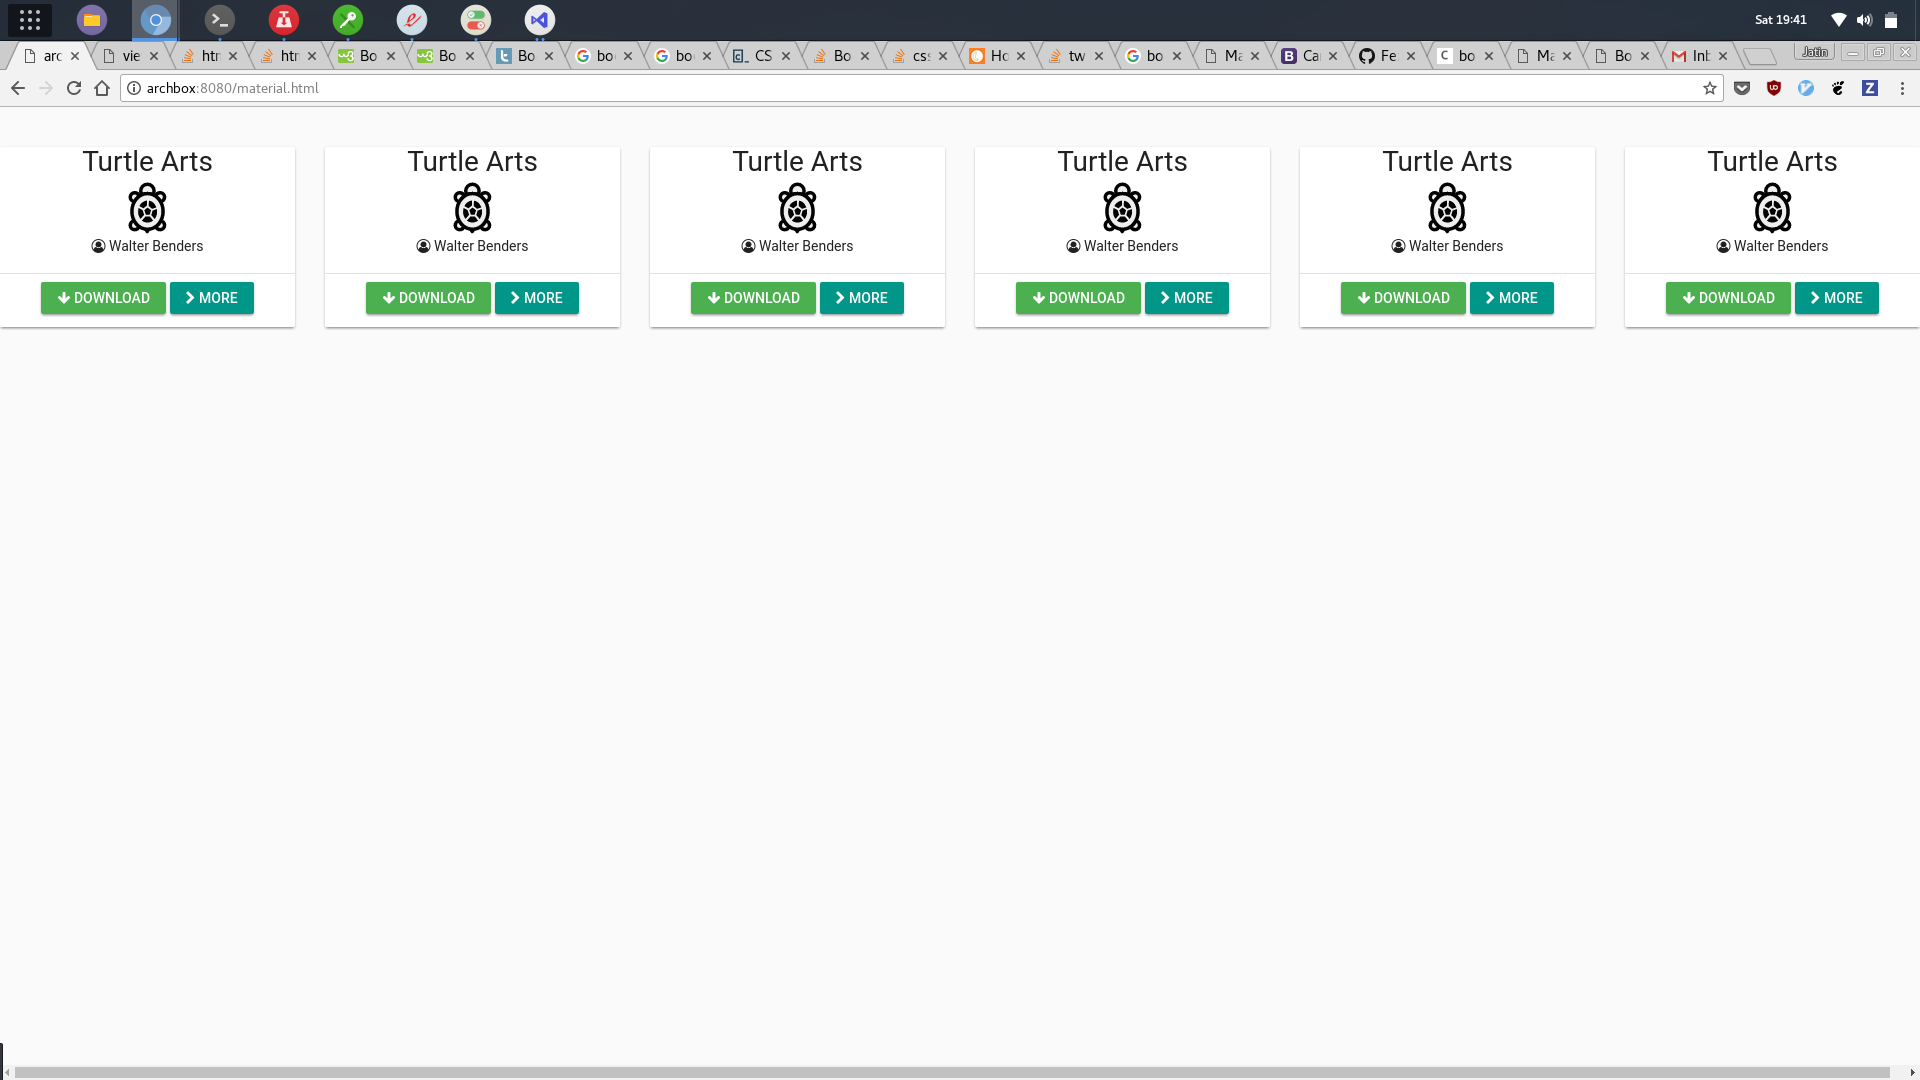 Sat 19:41
arc vie htm htm Bo Bo Bo bo bo CS Bo css Ho tw bo Ma Ca Fe bo Ma Bo Inb Jatin
archbox:8080/material.html
Turtle Arts Turtle Arts Turtle Arts Turtle Arts Turtle Arts Turtle Arts
Walter Benders Walter Benders Walter Benders Walter Benders Walter Benders Walter Benders
DOWNLOAD MORE DOWNLOAD MORE DOWNLOAD MORE DOWNLOAD MORE DOWNLOAD MORE DOWNLOAD MORE